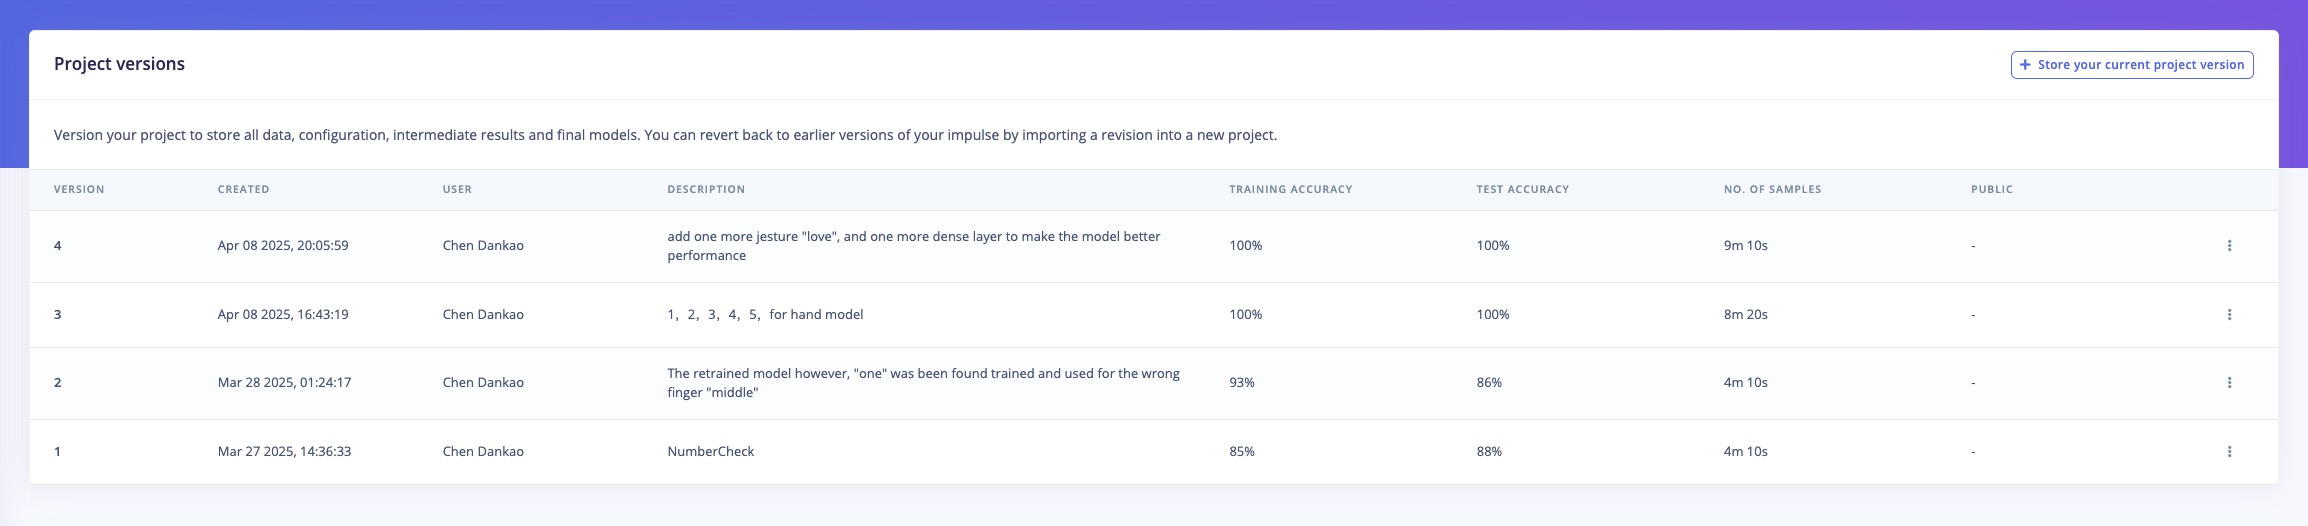 Project versions
+ Store your current project version
Version your project to store all data, configuration, intermediate results and final models. You can revert back to earlier versions of your impulse by importing a revision into a new project.
VERSION CREATED USER DESCRIPTION TRAINING ACCURACY TEST ACCURACY NO. OF SAMPLES PUBLIC
4 Apr 08 2025, 20:05:59 Chen Dankao add one more jesture "love", and one more dense layer to make the model better
performance 100% 100% 9m 10s -
3 Apr 08 2025, 16:43:19 Chen Dankao 1，2，3，4，5，for hand model 100% 100% 8m 20s -
2 Mar 28 2025, 01:24:17 Chen Dankao The retrained model however, "one" was been found trained and used for the wrong
finger "middle" 93% 86% 4m 10s -
1 Mar 27 2025, 14:36:33 Chen Dankao NumberCheck 85% 88% 4m 10s -